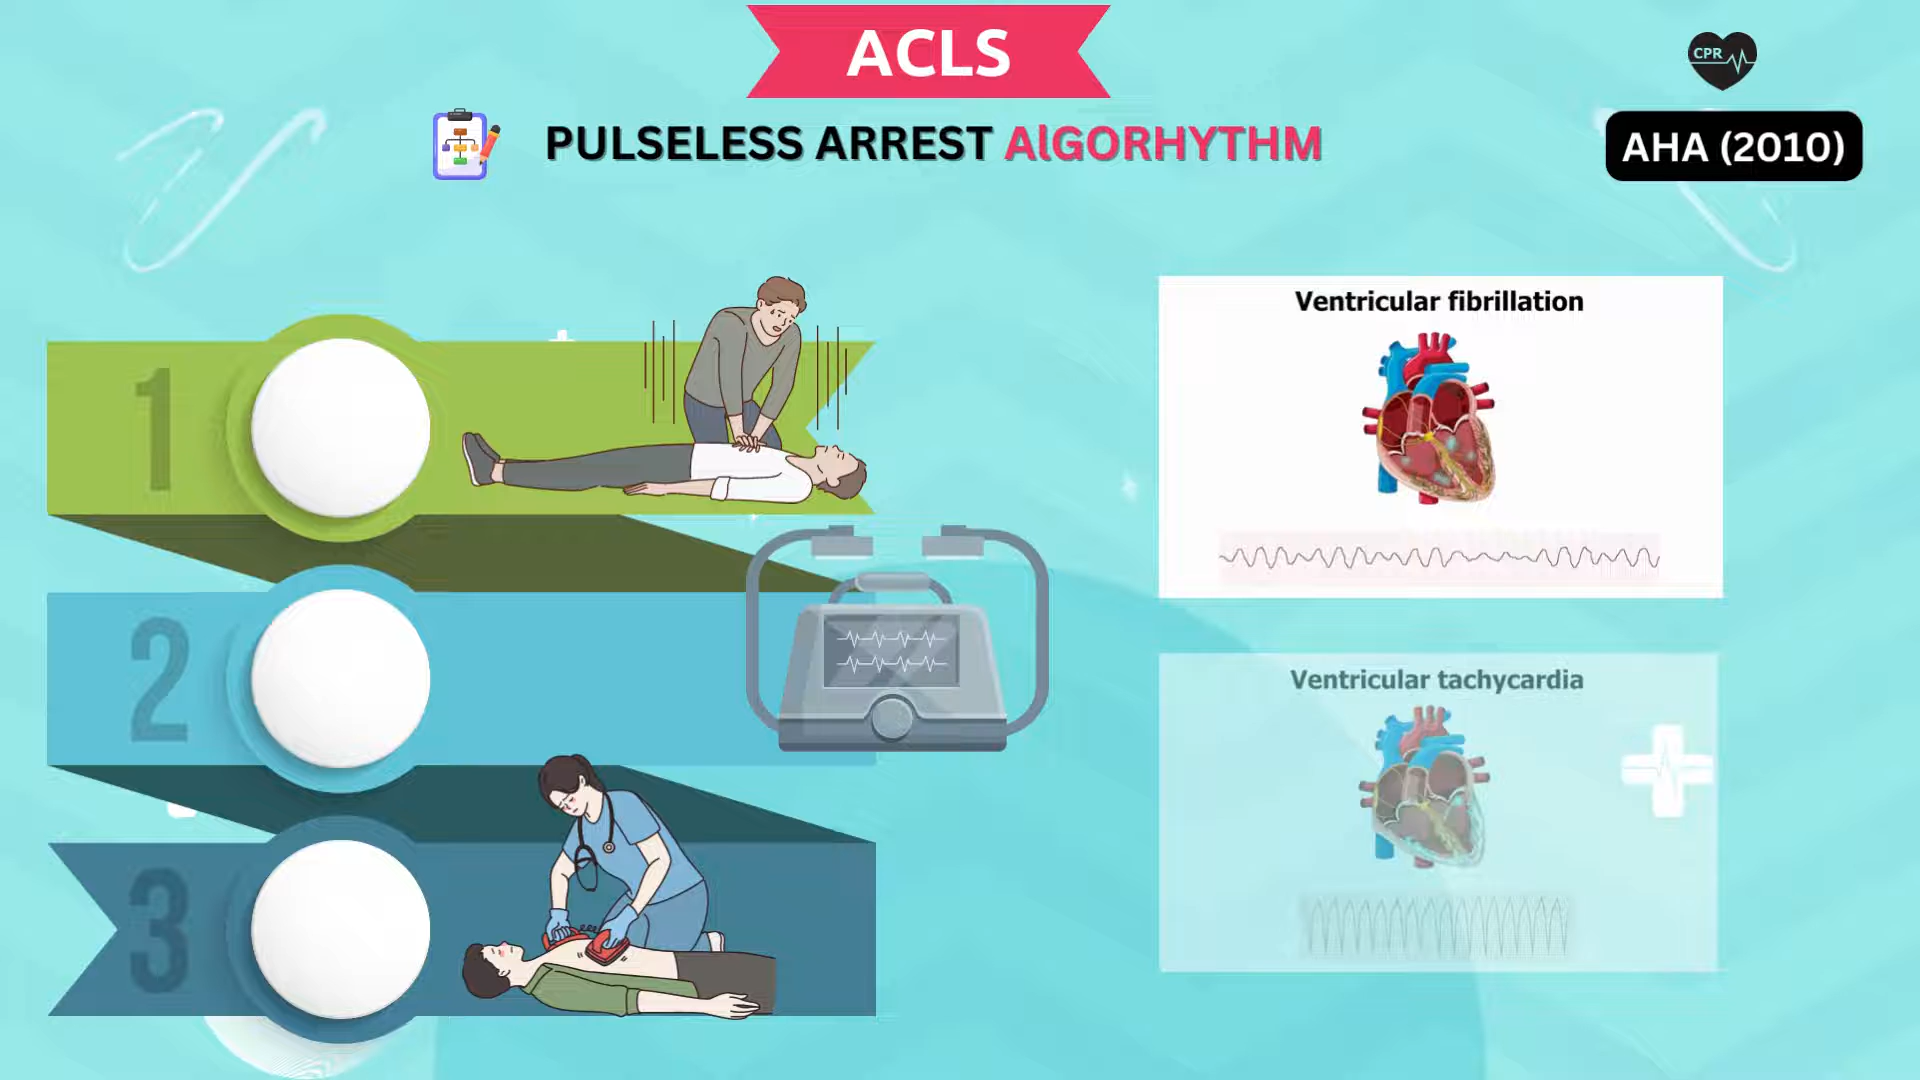 ACLS
CPR
PULSELESS ARREST AlGORHYTHM
AHA (2010)
1
2
3
Ventricular fibrillation
Ventricular tachycardia